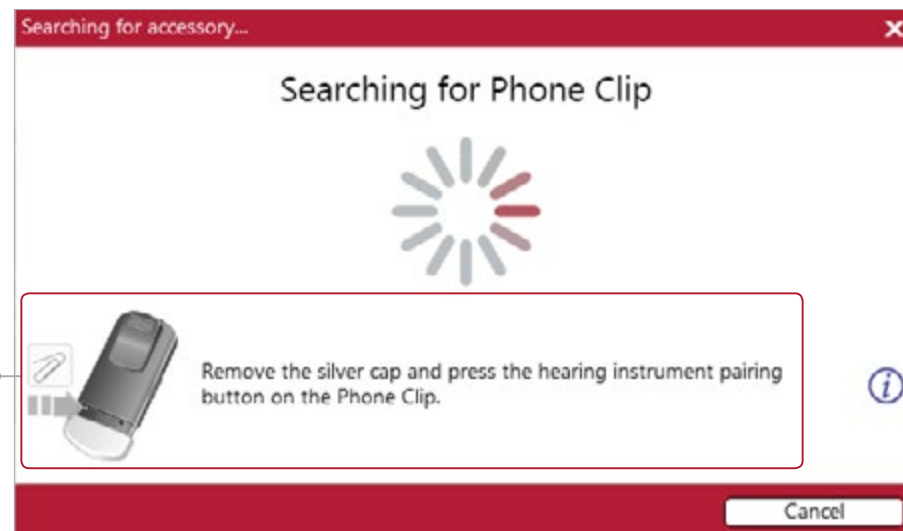 Searching for accessory...
Searching for Phone Clip
Remove the silver cap and press the hearing instrument pairing
button on the Phone Clip.
Cancel